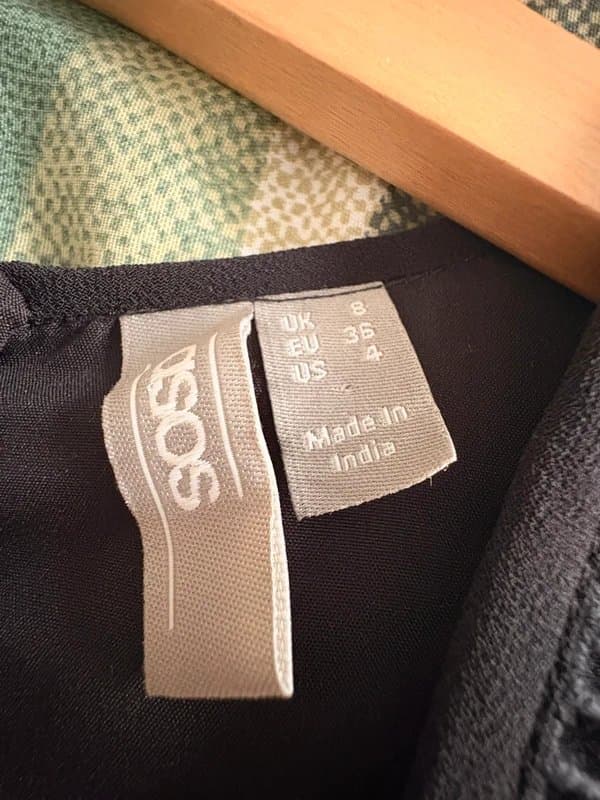 asos
UK 8
EU 36
US 4
Made In
India